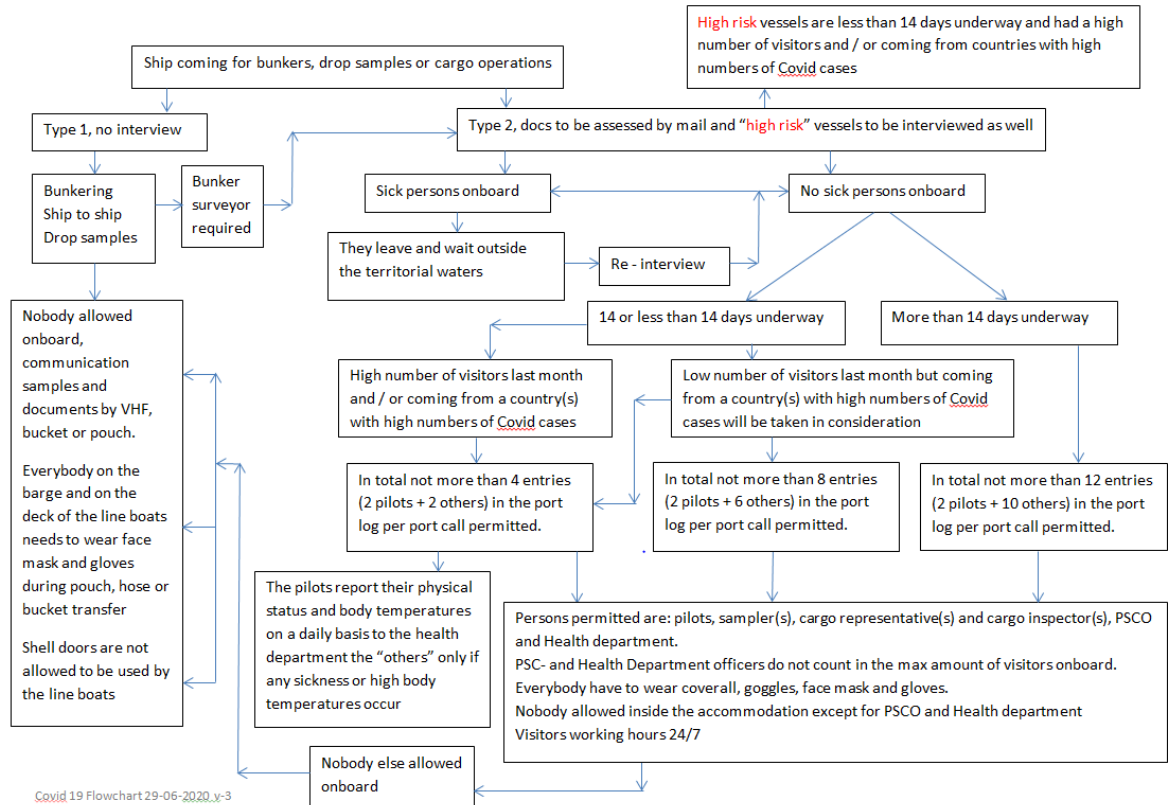 High risk vessels are less than 14 days underway and had a high
number of visitors and / or coming from countries with high
numbers of Covid cases
Ship coming for bunkers, drop samples or cargo operations
Type 1, no interview
Type 2, docs to be assessed by mail and “high risk” vessels to be interviewed as well
Bunkering
Ship to ship
Drop samples
Bunker
surveyor
required
Sick persons onboard
No sick persons onboard
They leave and wait outside
the territorial waters
Re - interview
14 or less than 14 days underway
More than 14 days underway
Nobody allowed
onboard,
communication
samples and
documents by VHF,
bucket or pouch.
Everybody on the
barge and on the
deck of the line boats
needs to wear face
mask and gloves
during pouch, hose or
bucket transfer
Shell doors are not
allowed to be used by
the line boats
High number of visitors last month
and / or coming from a country(s)
with high numbers of Covid cases
Low number of visitors last month but coming
from a country(s) with high numbers of Covid
cases will be taken in consideration
In total not more than 4 entries
(2 pilots + 2 others) in the port
log per port call permitted.
In total not more than 8 entries
(2 pilots + 6 others) in the port
log per port call permitted.
In total not more than 12 entries
(2 pilots + 10 others) in the port
log per port call permitted.
The pilots report their physical
status and body temperatures
on a daily basis to the health
department the “others” only if
any sickness or high body
temperatures occur
Persons permitted are: pilots, sampler(s), cargo representative(s) and cargo inspector(s), PSCO
and Health department.
PSC- and Health Department officers do not count in the max amount of visitors onboard.
Everybody have to wear coverall, goggles, face mask and gloves.
Nobody allowed inside the accommodation except for PSCO and Health department
Visitors working hours 24/7
Nobody else allowed
onboard
Covid 19 Flowchart 29-06-2020 v-3